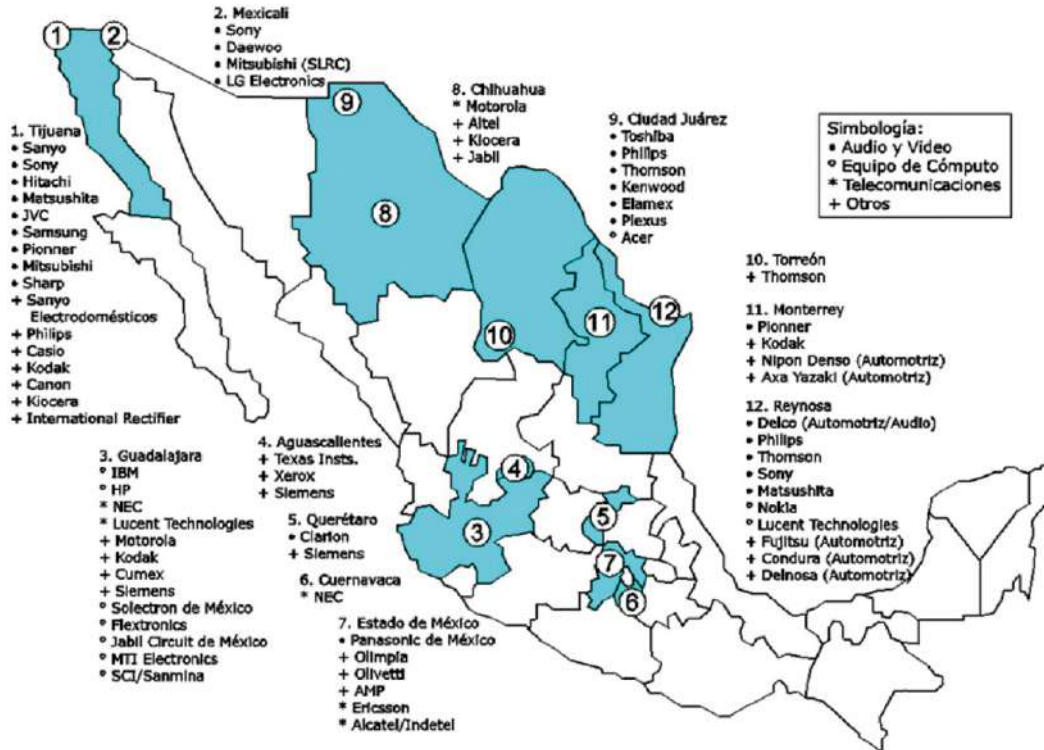 2. Mexicali
• Sony
• Daewoo
• Mitsubishi (SLRC)
• LG Electronics
1
2
9
8
10
11
12
4
3
5
7
6
8. Chihuahua
* Motorola
+ Altel
+ Kiocera
+ Jabil
9. Ciudad Juárez
• Toshiba
• Philips
• Thomson
• Kenwood
• Elamex
• Plexus
° Acer
Simbología:
• Audio y Video
° Equipo de Cómputo
* Telecomunicaciones
+ Otros
1. Tijuana
• Sanyo
• Sony
• Hitachi
• Matsushita
• JVC
• Samsung
• Pionner
• Mitsubishi
• Sharp
+ Sanyo
Electrodomésticos
+ Philips
+ Casio
+ Kodak
+ Canon
+ Kiocera
+ International Rectifier
10. Torreón
+ Thomson
11. Monterrey
• Pionner
+ Kodak
+ Nipon Denso (Automotriz)
+ Axa Yazaki (Automotriz)
12. Reynosa
• Delco (Automotriz/Audio)
• Philips
• Thomson
• Sony
• Matsushita
° Nokia
° Lucent Technologies
+ Fujitsu (Automotriz)
+ Condura (Automotriz)
+ Delnosa (Automotriz)
3. Guadalajara
° IBM
° HP
* NEC
* Lucent Technologies
+ Motorola
+ Kodak
+ Cumex
+ Siemens
° Solectron de México
° Flextronics
° Jabil Circuit de México
° MTI Electronics
° SCI/Sanmina
4. Aguascalientes
+ Texas Insts.
+ Xerox
+ Siemens
5. Querétaro
• Clarion
+ Siemens
6. Cuernavaca
* NEC
7. Estado de México
• Panasonic de México
+ Olimpia
+ Olivetti
+ AMP
* Ericsson
* Alcatel/Indetel